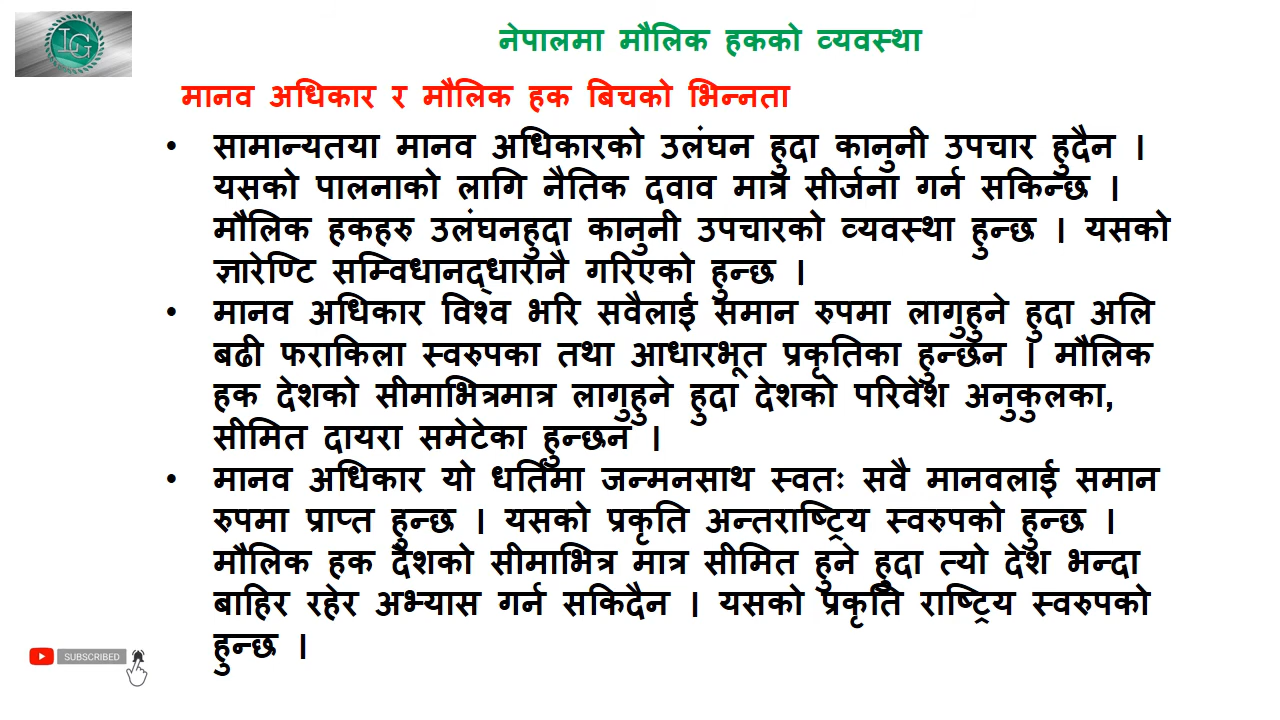 LG
नेपालमा मौलिक हकको व्यवस्था
मानव अधिकार र मौलिक हक बिचको भिन्नता
• सामान्यतया मानव अधिकारको उलंघन हुदा कानुनी उपचार हुदैन ।
यसको पालनाको लागि नैतिक दवाव मात्र सीर्जना गर्न सकिन्छ ।
मौलिक हकहरु उलंघनहुदा कानुनी उपचारको व्यवस्था हुन्छ । यसको
ज्ञारेण्टि सम्विधानद्धारानै गरिएको हुन्छ ।
• मानव अधिकार विश्व भरि सवैलाई समान रुपमा लागुहुने हुदा अलि
बढी फराकिला स्वरुपका तथा आधारभूत प्रकृतिका हुन्छन । मौलिक
हक देशको सीमाभित्रमात्र लागुहुने हुदा देशको परिवेश अनुकुलका,
सीमित दायरा समेटेका हुन्छन ।
• मानव अधिकार यो धर्तिमा जन्मनसाथ स्वतः सवै मानवलाई समान
रुपमा प्राप्त हुन्छ । यसको प्रकृति अन्तराष्ट्रिय स्वरुपको हुन्छ ।
मौलिक हक देशको सीमाभित्र मात्र सीमित हुने हुदा त्यो देश भन्दा
बाहिर रहेर अभ्यास गर्न सकिदैन । यसको प्रकृति राष्ट्रिय स्वरुपको
हुन्छ ।
SUBSCRIBED